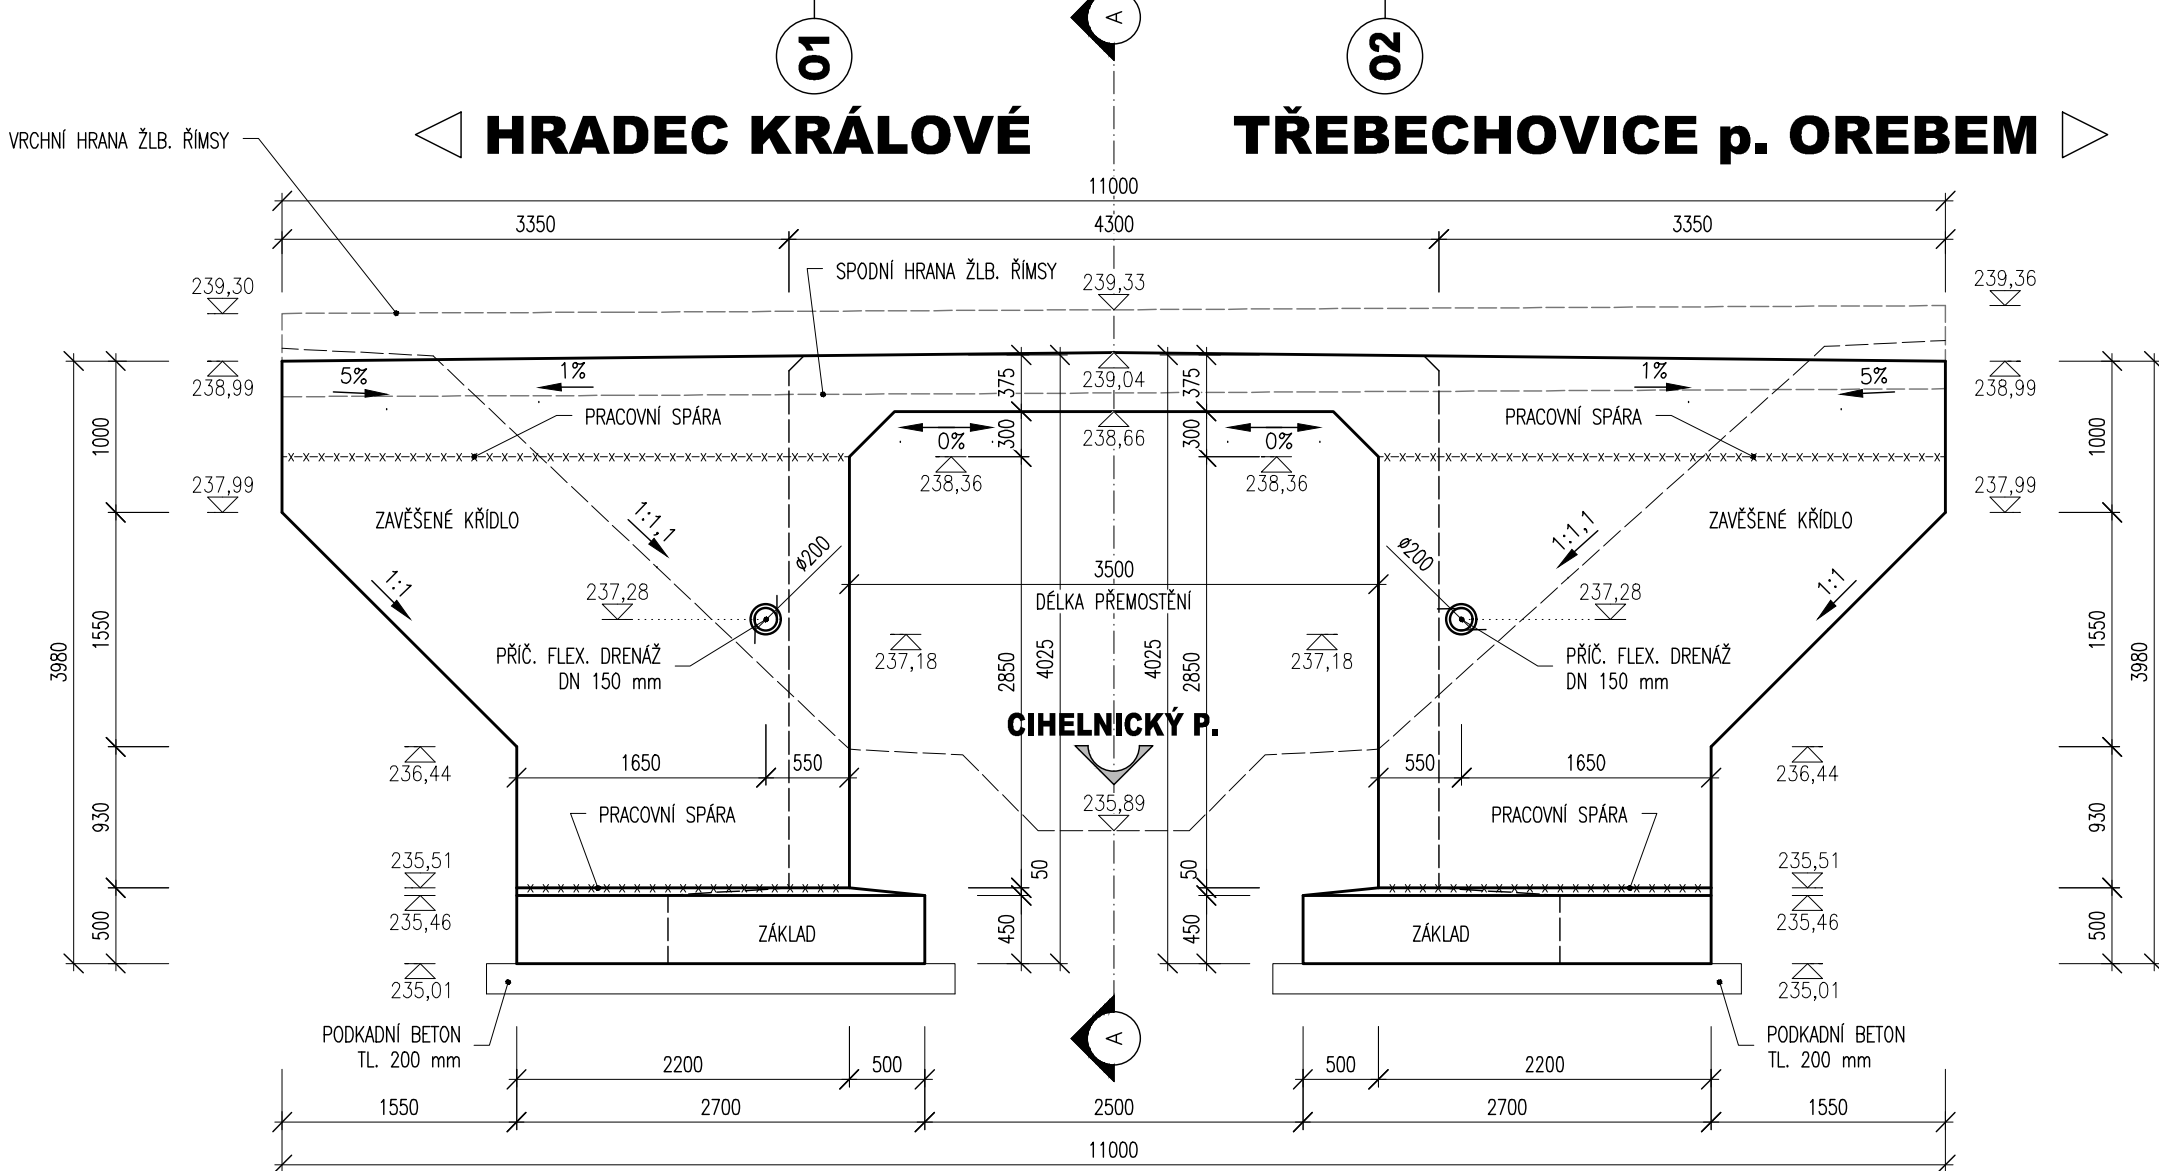 01
A
02
HRADEC KRÁLOVÉ
TŘEBECHOVICE p. OREBEM
VRCHNÍ HRANA ŽLB. ŘÍMSY
11000
3350
4300
3350
SPODNÍ HRANA ŽLB. ŘÍMSY
239,30
239,33
239,36
238,99
5%
1%
375
239,04
375
1%
5%
238,99
PRACOVNÍ SPÁRA
PRACOVNÍ SPÁRA
1000
300
0%
238,66
300
0%
1000
237,99
238,36
238,36
237,99
ZAVĚŠENÉ KŘÍDLO
1:1,1
1:1,1
ZAVĚŠENÉ KŘÍDLO
1:1
ø200
3500
ø200
1:1
DÉLKA PŘEMOSTĚNÍ
237,28
237,28
1550
237,18
237,18
1550
3980
PŘÍČ. FLEX. DRENÁŽ
DN 150 mm
2850
4025
4025
2850
PŘÍČ. FLEX. DRENÁŽ
DN 150 mm
3980
CIHELNICKÝ P.
236,44
1650
550
550
1650
236,44
235,89
930
PRACOVNÍ SPÁRA
PRACOVNÍ SPÁRA
930
235,51
50
50
235,51
235,46
235,46
500
ZÁKLAD
450
450
ZÁKLAD
500
235,01
235,01
PODKADNÍ BETON
TL. 200 mm
A
PODKADNÍ BETON
TL. 200 mm
2200
500
500
2200
1550
2700
2500
2700
1550
11000